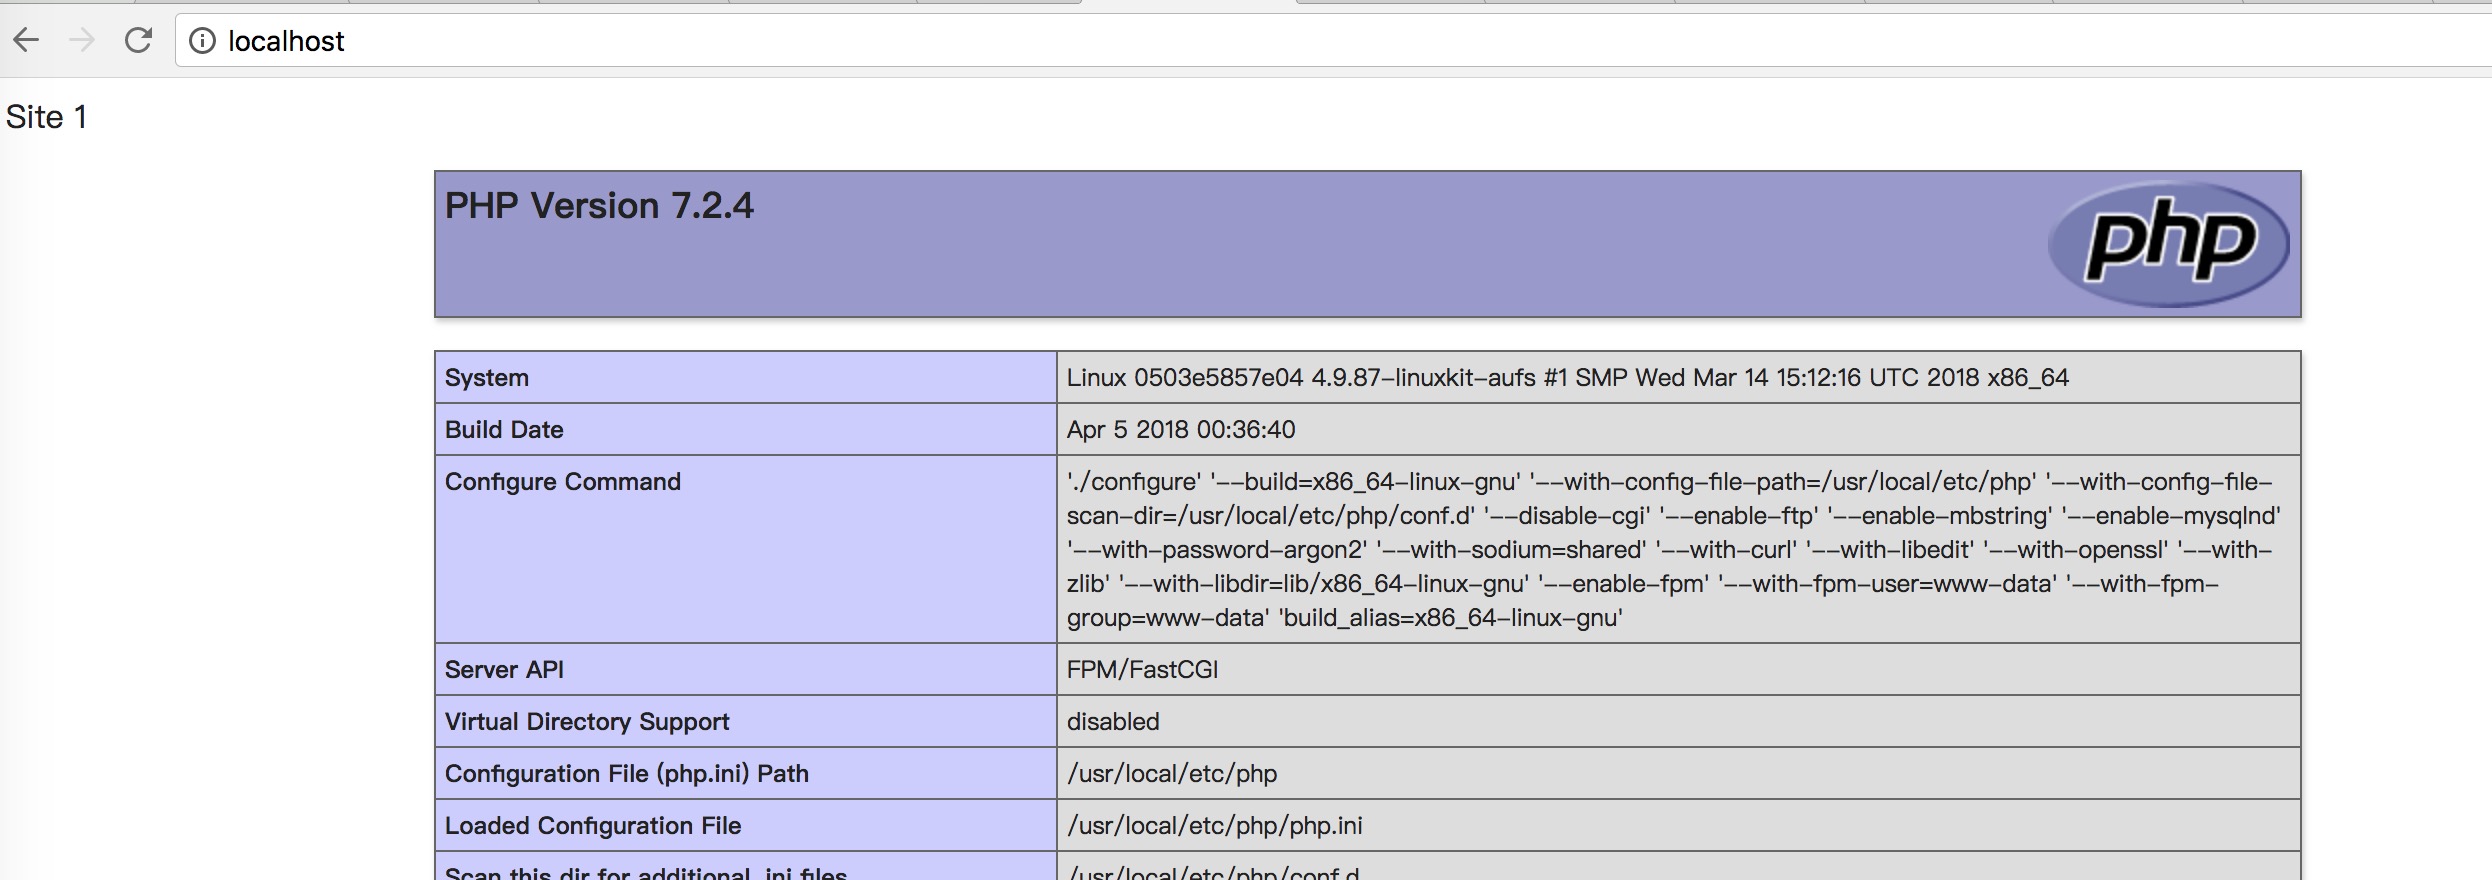 localhost
Site 1
PHP Version 7.2.4
php
System Linux 0503e5857e04 4.9.87-linuxkit-aufs #1 SMP Wed Mar 14 15:12:16 UTC 2018 x86_64
Build Date Apr 5 2018 00:36:40
Configure Command './configure' '--build=x86_64-linux-gnu' '--with-config-file-path=/usr/local/etc/php' '--with-config-file-
scan-dir=/usr/local/etc/php/conf.d' '--disable-cgi' '--enable-ftp' '--enable-mbstring' '--enable-mysqlnd'
'--with-password-argon2' '--with-sodium=shared' '--with-curl' '--with-libedit' '--with-openssl' '--with-
zlib' '--with-libdir=lib/x86_64-linux-gnu' '--enable-fpm' '--with-fpm-user=www-data' '--with-fpm-
group=www-data' 'build_alias=x86_64-linux-gnu'
Server API FPM/FastCGI
Virtual Directory Support disabled
Configuration File (php.ini) Path /usr/local/etc/php
Loaded Configuration File /usr/local/etc/php/php.ini
Scan this dir for additional .ini files /usr/local/etc/php/conf.d